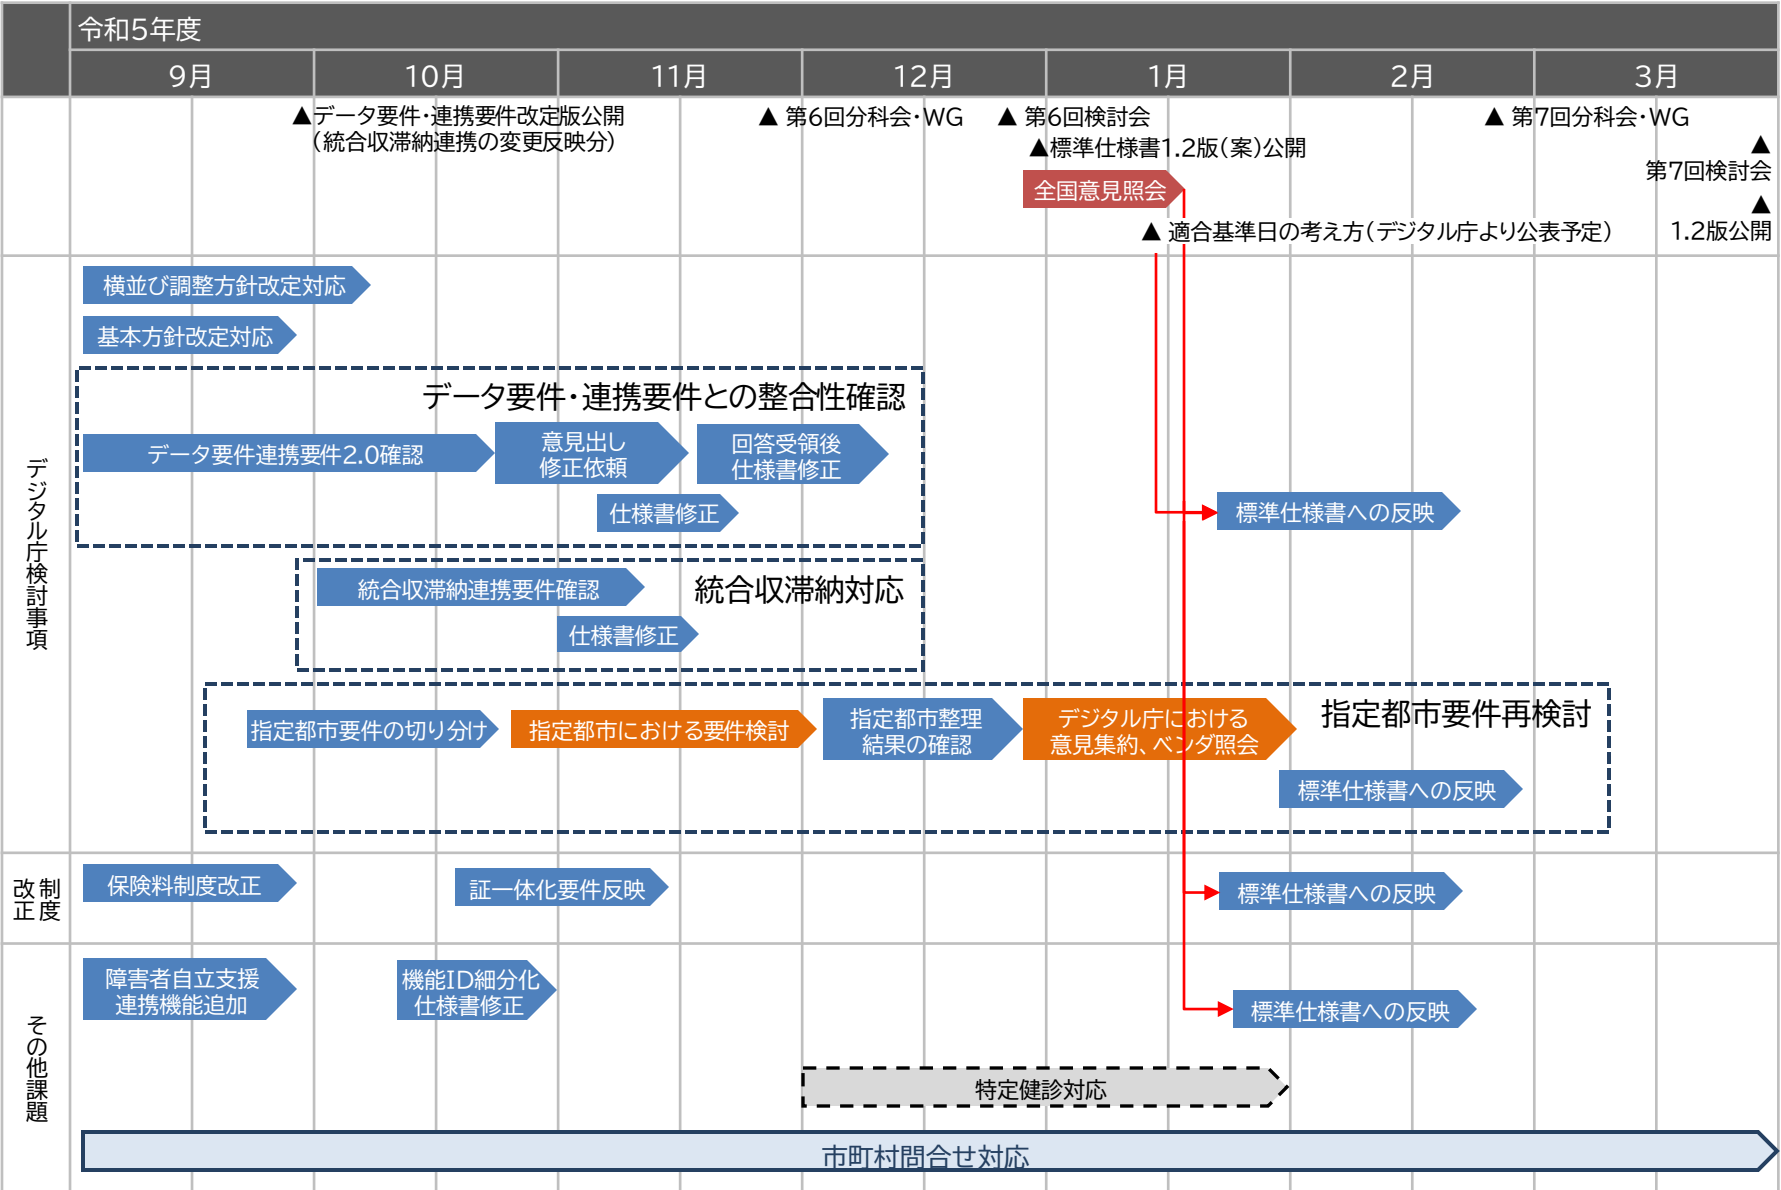 令和5年度
9月
10月
11月
12月
1月
2月
3月
▲データ要件・連携要件改定版公開
（統合収滞納連携の変更反映分）
▲ 第6回分科会・WG
▲ 第6回検討会
▲標準仕様書1.2版（案）公開
全国意見照会
▲ 適合基準日の考え方（デジタル庁より公表予定）
▲ 第7回分科会・WG
▲
第7回検討会
▲
1.2版公開
デジタル庁検討事項
横並び調整方針改定対応
基本方針改定対応
データ要件・連携要件との整合性確認
データ要件連携要件2.0確認
意見出し
修正依頼
回答受領後
仕様書修正
仕様書修正
標準仕様書への反映
統合収滞納対応
統合収滞納連携要件確認
仕様書修正
指定都市要件再検討
指定都市要件の切り分け
指定都市における要件検討
指定都市整理
結果の確認
デジタル庁における
意見集約、ベンダ照会
標準仕様書への反映
制度
改正
保険料制度改正
証一体化要件反映
標準仕様書への反映
その他課題
障害者自立支援
連携機能追加
機能ID細分化
仕様書修正
標準仕様書への反映
特定健診対応
市町村問合せ対応